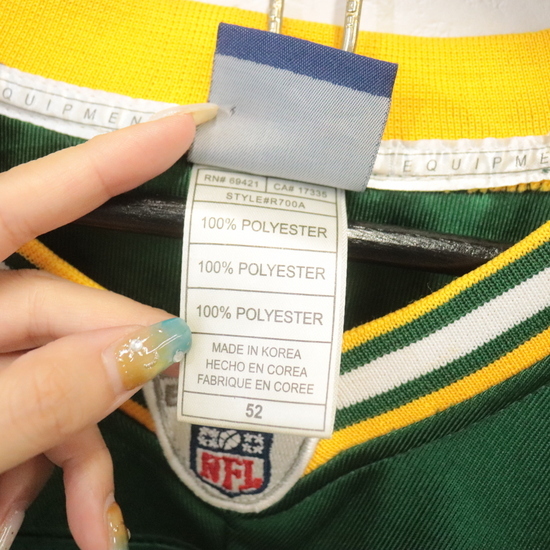 EQUIPMEN
EQUIPME
RN# 69421 CA# 17335
STYLE#R700A
100% POLYESTER
100% POLYESTER
100% POLYESTER
MADE IN KOREA
HECHO EN COREA
FABRIQUE EN COREE
52
NFL